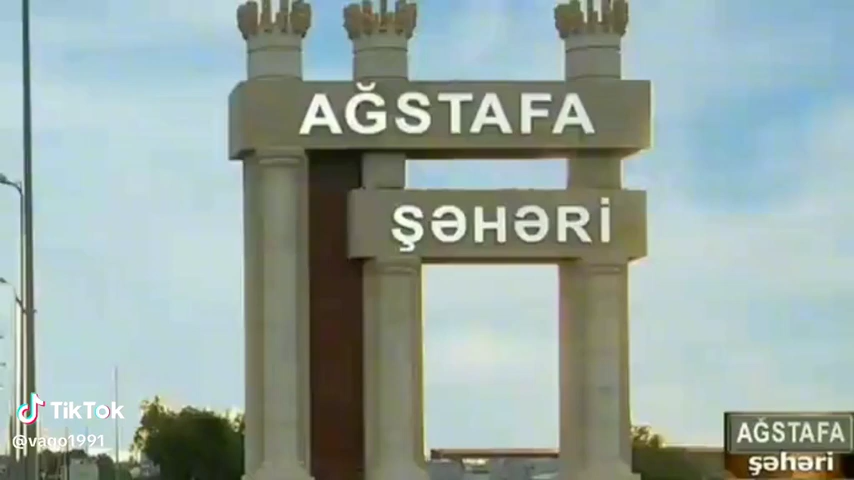 AĞSTAFA
ŞƏHƏRİ
TikTok
@vago1991
AĞSTAFA
şəhəri